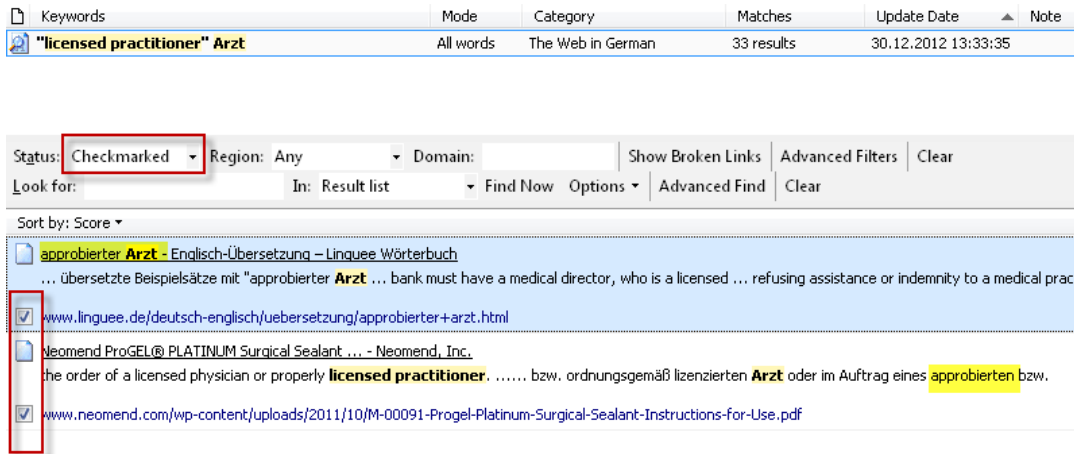 Keywords Mode Category Matches Update Date Note
"licensed practitioner" Arzt All words The Web in German 33 results 30.12.2012 13:33:35
Status: Checkmarked Region: Any Domain: Show Broken Links Advanced Filters Clear
Look for: In: Result list Find Now Options Advanced Find Clear
Sort by: Score
approbierter Arzt - Englisch-Übersetzung – Linguee Wörterbuch
... übersetzte Beispielsätze mit "approbierter Arzt ... bank must have a medical director, who is a licensed ... refusing assistance or indemnity to a medical prac
www.linguee.de/deutsch-englisch/uebersetzung/approbierter+arzt.html
Neomend ProGEL® PLATINUM Surgical Sealant ... - Neomend, Inc.
the order of a licensed physician or properly licensed practitioner. ...... bzw. ordnungsgemäß lizenzierten Arzt oder im Auftrag eines approbierten bzw.
www.neomend.com/wp-content/uploads/2011/10/M-00091-Progel-Platinum-Surgical-Sealant-Instructions-for-Use.pdf